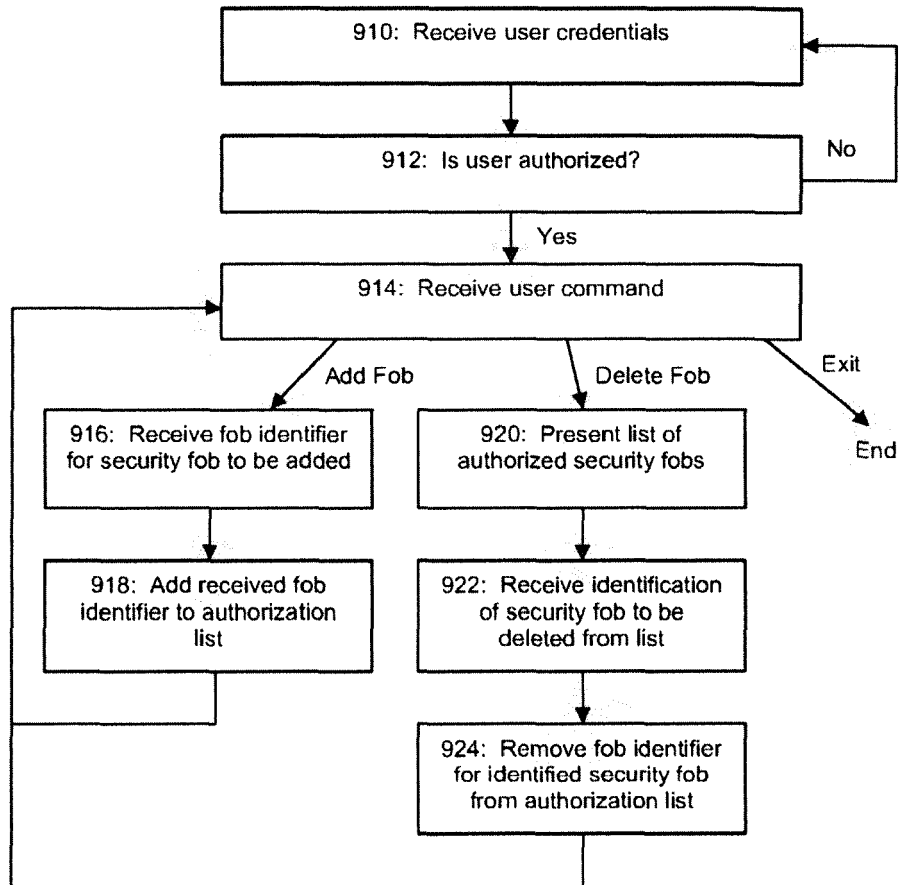 910: Receive user credentials
912: Is user authorized?
No
Yes
914: Receive user command
Add Fob
Delete Fob
Exit
End
916: Receive fob identifier
for security fob to be added
920: Present list of
authorized security fobs
918: Add received fob
identifier to authorization
list
922: Receive identification
of security fob to be
deleted from list
924: Remove fob identifier
for identified security fob
from authorization list